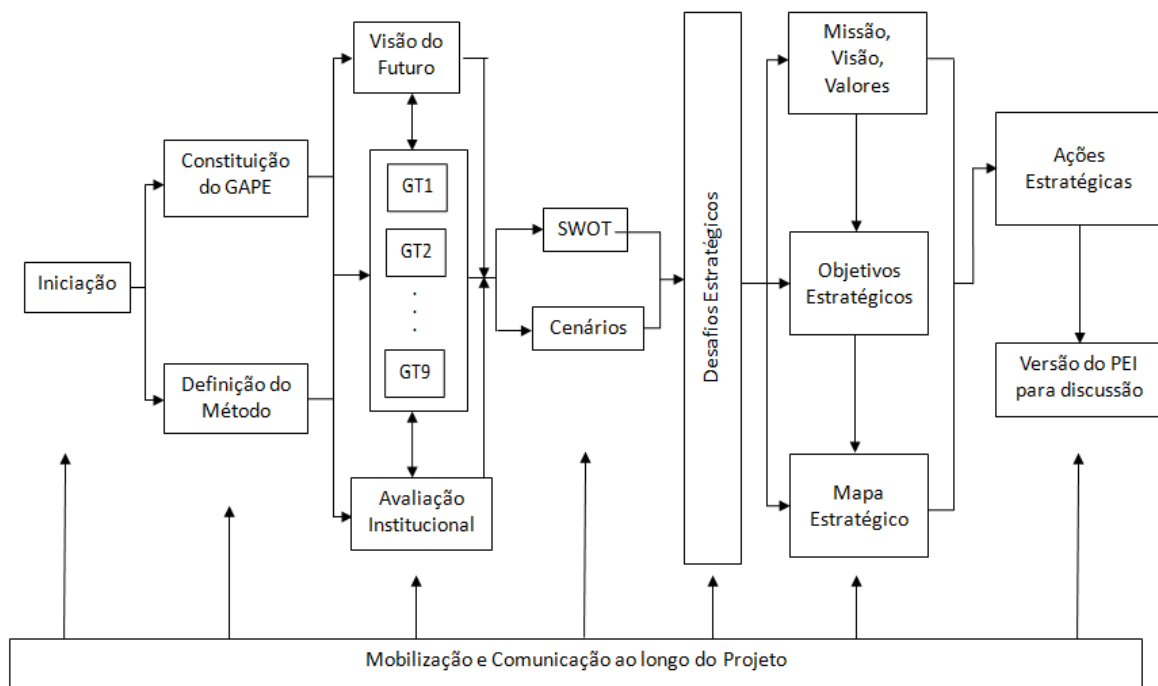 Iniciação
Constituição
do GAPE
Definição do
Método
Visão do
Futuro
GT1
GT2
.
.
.
GT9
Avaliação
Institucional
SWOT
Cenários
Desafios Estratégicos
Missão,
Visão,
Valores
Objetivos
Estratégicos
Mapa
Estratégico
Ações
Estratégicas
Versão do PEI
para discussão
Mobilização e Comunicação ao longo do Projeto